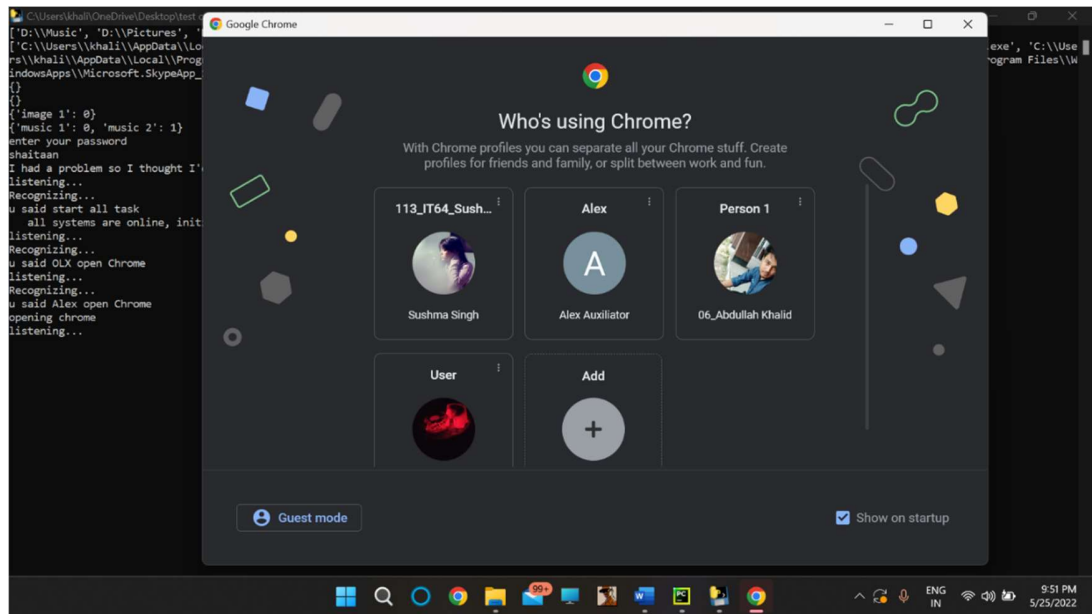 C:\Users\khali\OneDrive\Desktop\test
Google Chrome
['D:\\Music', 'D:\\Pictures', '
['C:\\Users\\khali\\AppData\\Lo
.exe', 'C:\\Use
rs\\khali\\AppData\\Local\\Prog
rogram Files\\W
indowsApps\\Microsoft.SkypeApp_
{}
{}
{'image 1': 0}
{'music 1': 0, 'music 2': 1}
enter your password
shaitaan
I had a problem so I thought I'
listening...
Recognizing...
u said start all task
all systems are online, init
listening...
Recognizing...
u said OLX open Chrome
listening...
Recognizing...
u said Alex open Chrome
opening chrome
listening...
Who's using Chrome?
With Chrome profiles you can separate all your Chrome stuff. Create
profiles for friends and family, or split between work and fun.
113_IT64_Sush...
Sushma Singh
Alex
A
Alex Auxiliator
Person 1
06_Abdullah Khalid
User
Add
Guest mode
Show on startup
99+
W
PC
ENG
IN
9:51 PM
5/25/2022